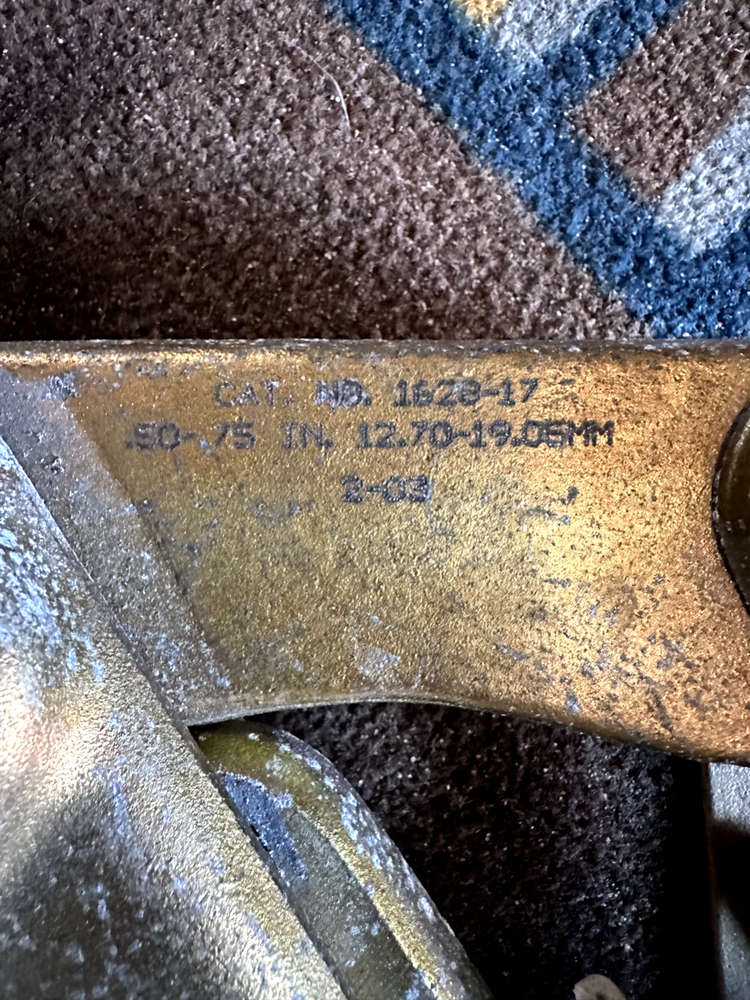 CAT. NO. 1628-17
.50-.75 IN. 12.70-19.05MM
2-03